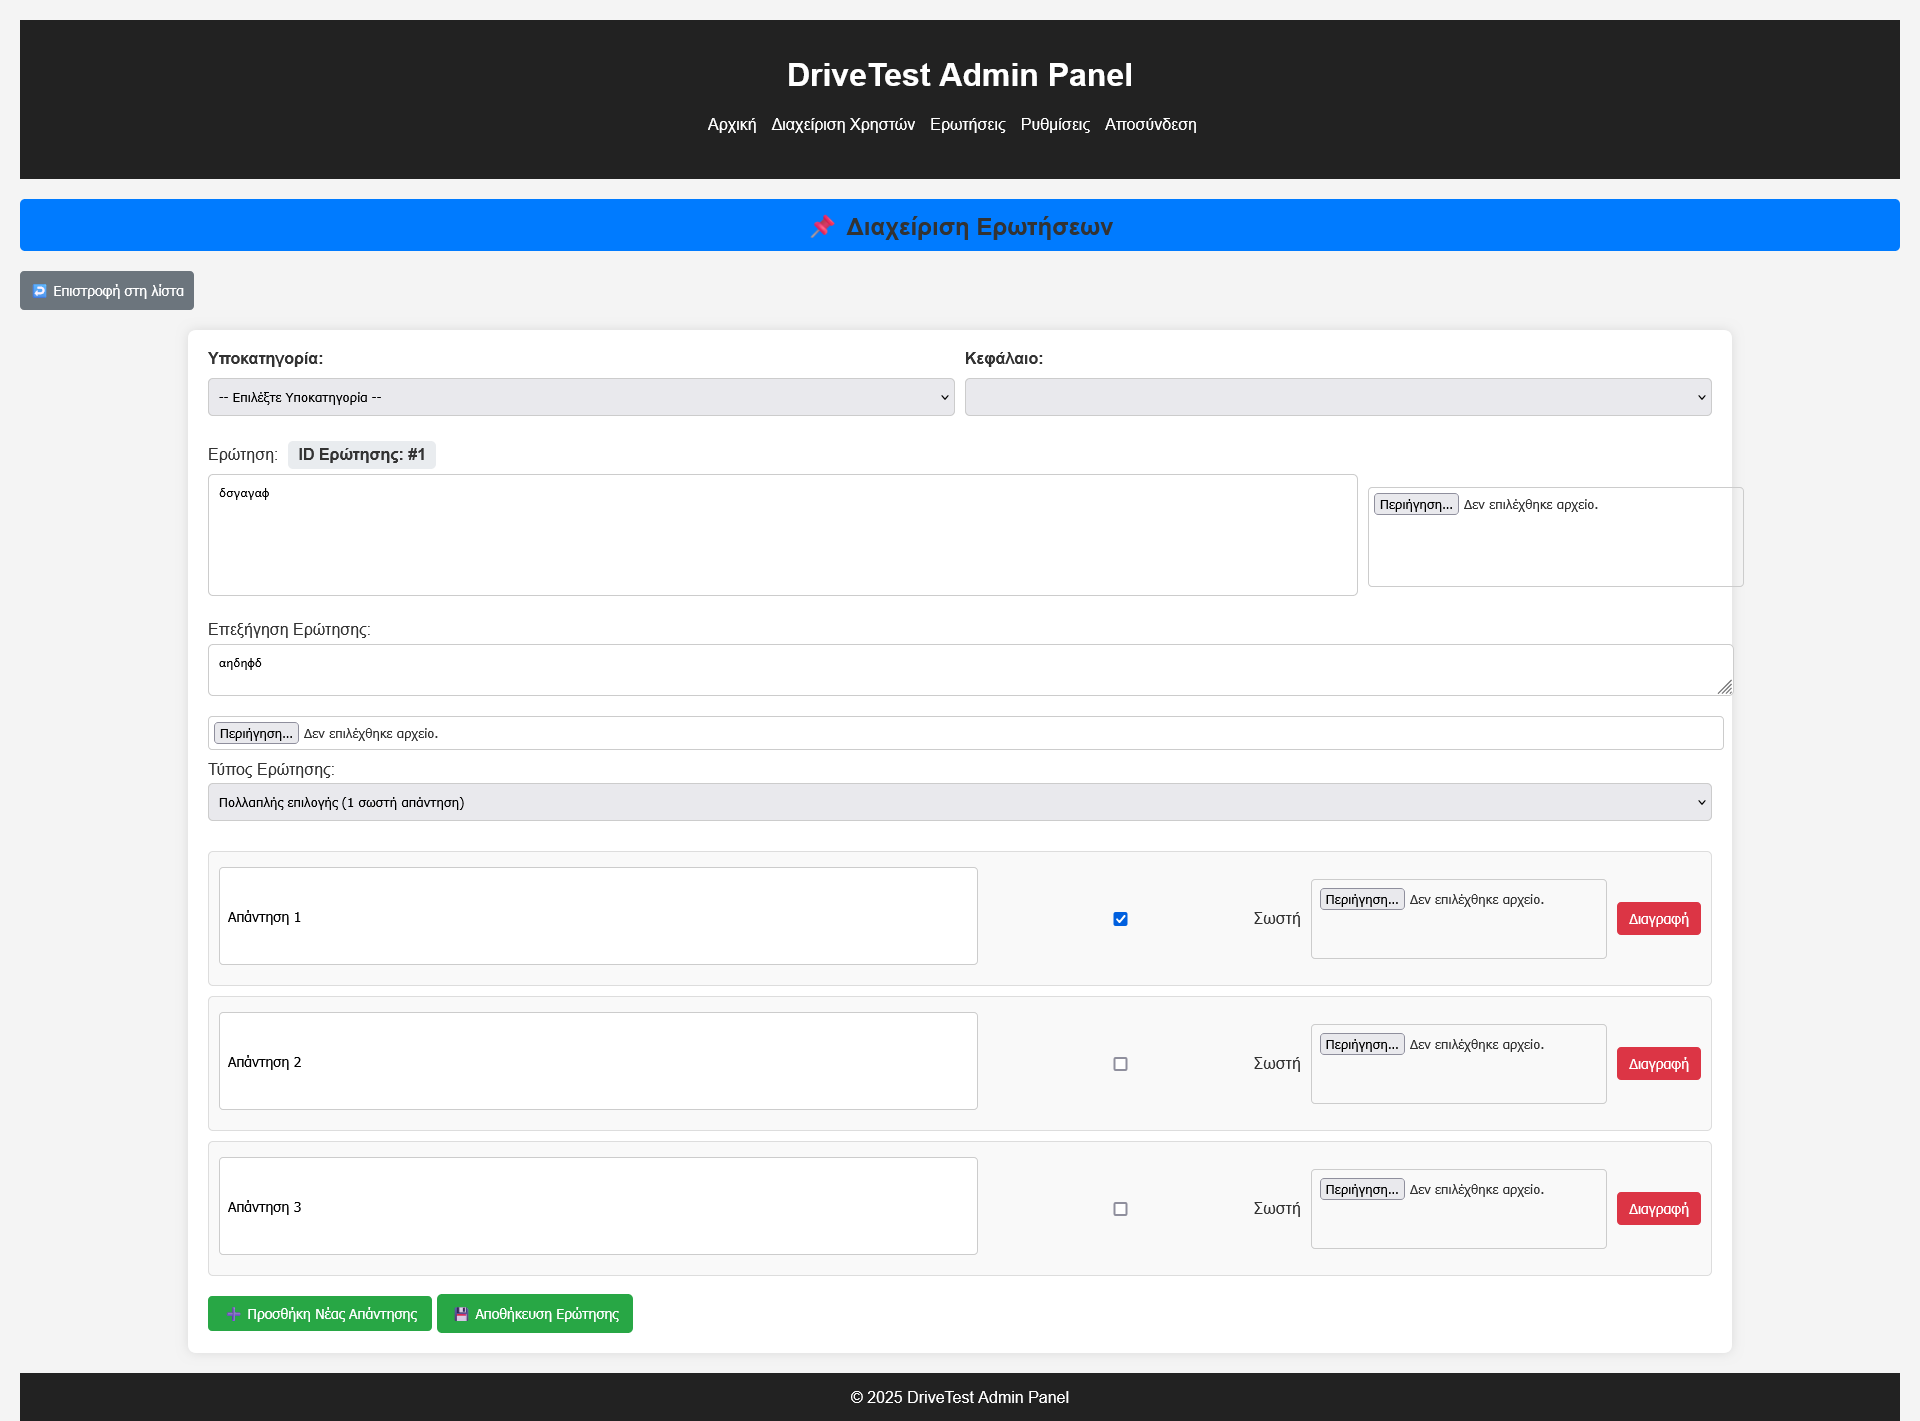 DriveTest Admin Panel
Αρχική Διαχείριση Χρηστών Ερωτήσεις Ρυθμίσεις Αποσύνδεση
📌 Διαχείριση Ερωτήσεων
Επιστροφή στη λίστα
Υποκατηγορία: Κεφάλαιο:
-- Επιλέξτε Υποκατηγορία --
Ερώτηση: ID Ερώτησης: #1
δσγαγαφ
Περιήγηση... Δεν επιλέχθηκε αρχείο.
Επεξήγηση Ερώτησης:
αηδηφδ
Περιήγηση... Δεν επιλέχθηκε αρχείο.
Τύπος Ερώτησης:
Πολλαπλής επιλογής (1 σωστή απάντηση)
Απάντηση 1 Σωστή Περιήγηση... Δεν επιλέχθηκε αρχείο. Διαγραφή
Απάντηση 2 Σωστή Περιήγηση... Δεν επιλέχθηκε αρχείο. Διαγραφή
Απάντηση 3 Σωστή Περιήγηση... Δεν επιλέχθηκε αρχείο. Διαγραφή
➕ Προσθήκη Νέας Απάντησης 💾 Αποθήκευση Ερώτησης
© 2025 DriveTest Admin Panel